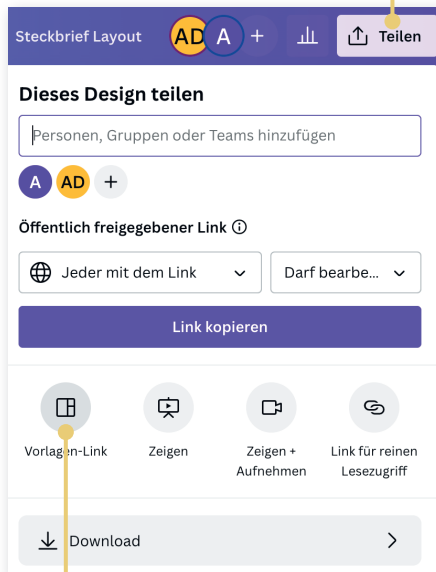 Steckbrief Layout AD A + Teilen
Dieses Design teilen
Personen, Gruppen oder Teams hinzufügen
A AD +
Öffentlich freigegebener Link
Jeder mit dem Link Darf bearbe...
Link kopieren
Vorlagen-Link Zeigen Zeigen + Link für reinen
Aufnehmen Lesezugriff
Download